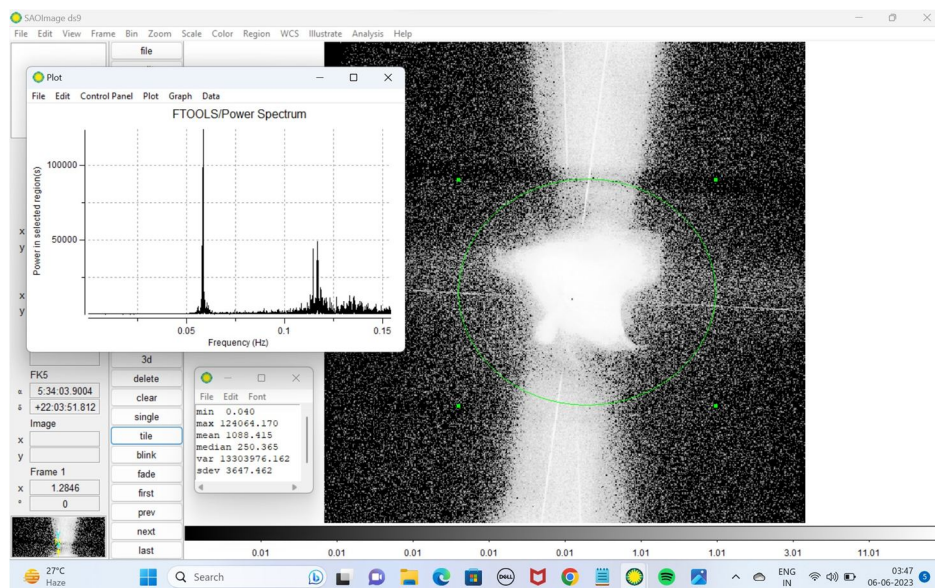 SAOImage ds9
File Edit View Frame Bin Zoom Scale Color Region WCS Illustrate Analysis Help
file
Plot
File Edit Control Panel Plot Graph Data
FTOOLS/Power Spectrum
Power in selected region(s)
100000
50000
0.05 0.1 0.15
Frequency (Hz)
x
y
x
y
3d
delete
clear
single
tile
blink
fade
first
prev
next
last
FK5
α 5:34:03.9004
δ +22:03:51.812
Image
x
y
Frame 1
x 1.2846
° 0
File Edit Font
min 0.040
max 124064.170
mean 1088.415
median 250.365
var 13303976.162
sdev 3647.462
0.01 0.01 0.01 0.01 0.01 1.01 1.01 3.01 11.01
27°C
Haze
Search
DELL
ENG
IN
03:47
06-06-2023
5